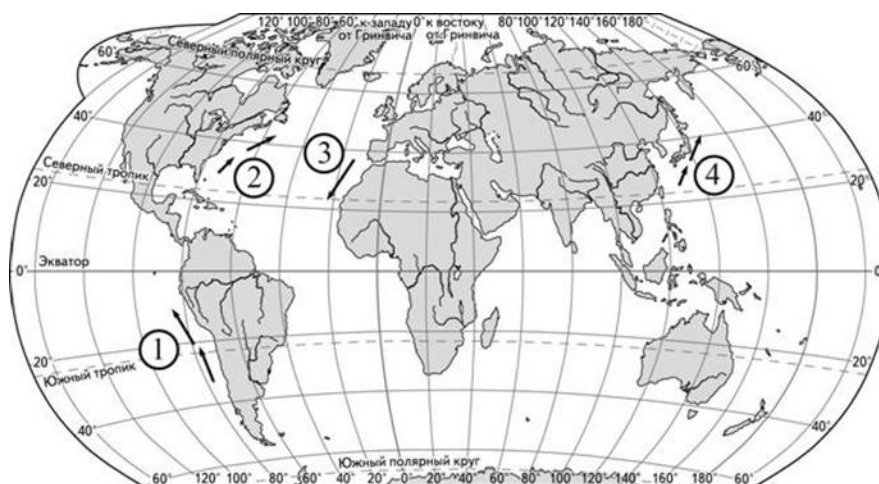 120° 100° 80° 60° к западу 0° к востоку 80° 100° 120° 140° 180°
от Гринвича от Гринвича
60° Северный полярный круг 60°
40° 40°
3
2 4
Северный тропик
20° 20°
Экватор
0° 0°
1
20° 20°
Южный тропик
40° 40°
Южный полярный круг
60° 120° 100° 80° 60° 40° 20° 0° 20° 40° 60° 80° 100° 120° 140° 160° 60°